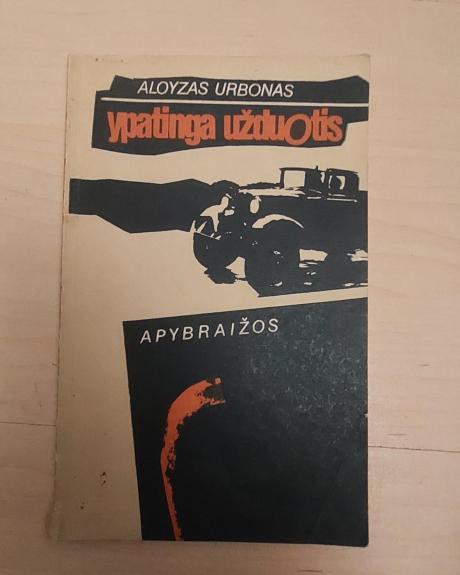 ALOYZAS URBONAS
ypatinga užduotis
APYBRAIŽOS